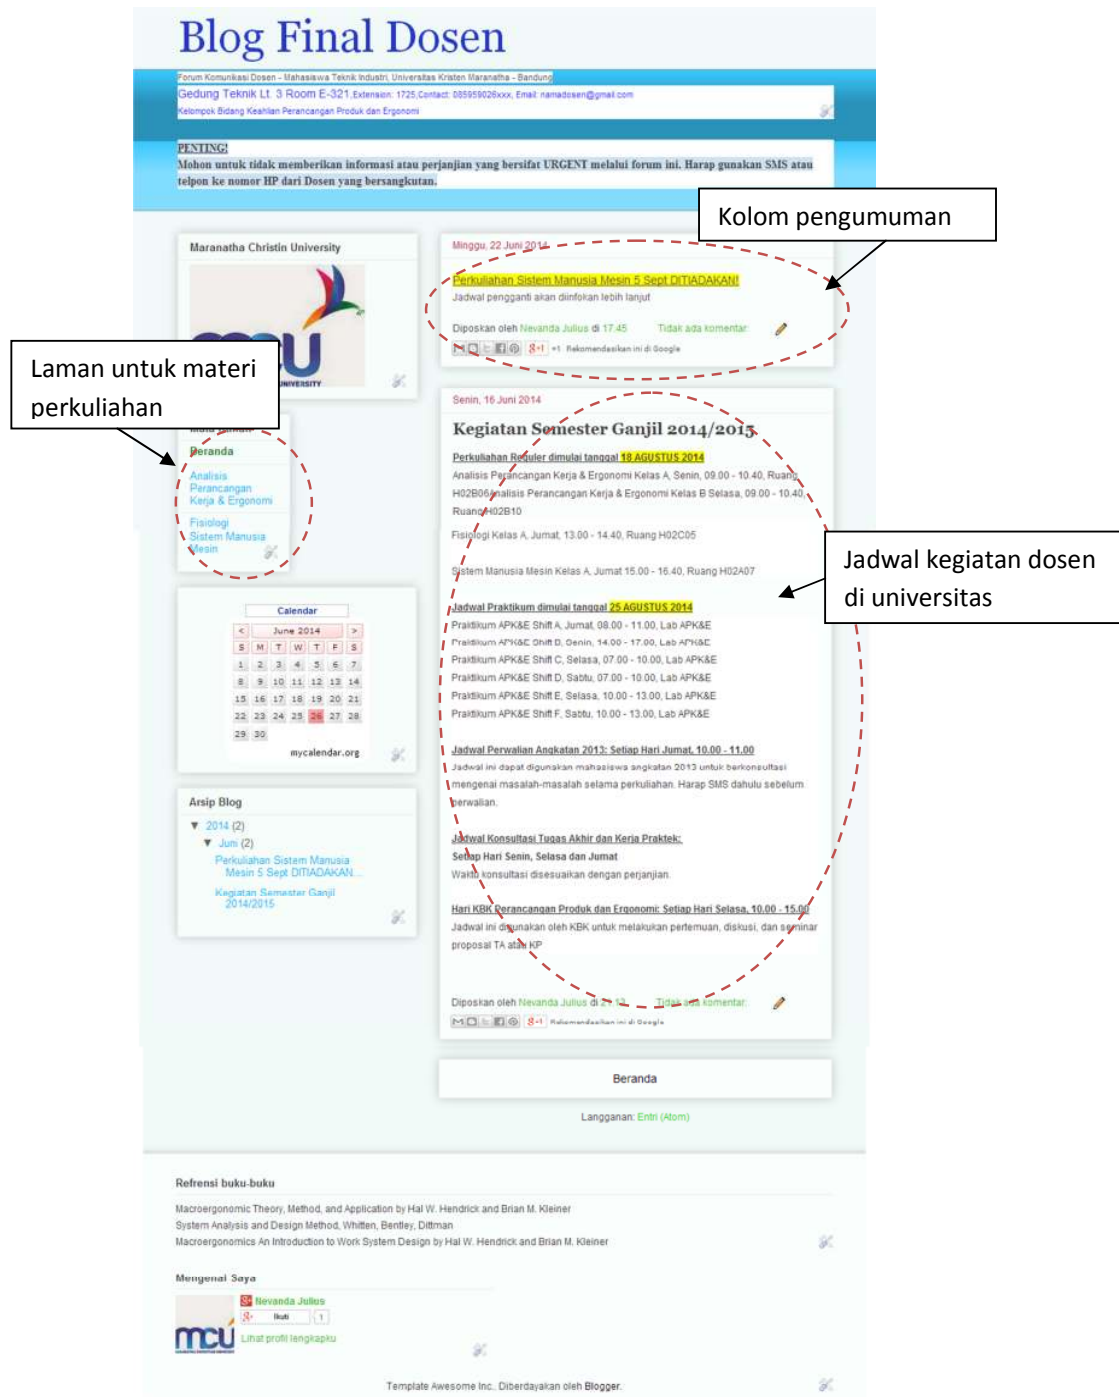 Blog Final Dosen
Forum Komunikasi Dosen - Mahasiswa Teknik Industri, Universitas Kristen Maranatha - Bandung
Gedung Teknik Lt. 3 Room E-321, Extension: 1725, Contact: 085959026xxx, Email: namadosen@gmail.com
Kelompok Bidang Keahlian Perancangan Produk dan Ergonomi
PENTING!
Mohon untuk tidak memberikan informasi atau perjanjian yang bersifat URGENT melalui forum ini. Harap gunakan SMS atau
telpon ke nomor HP dari Dosen yang bersangkutan.
Kolom pengumuman
Maranatha Christin University
MCU
UNIVERSITY
Minggu, 22 Juni 2014
Perkuliahan Sistem Manusia Mesin 5 Sept DITIADAKAN!
Jadwal pengganti akan diinfokan lebih lanjut
Diposkan oleh Nevanda Julius di 17.45 Tidak ada komentar:
g+1 +1 Rekomendasikan ini di Google
Laman untuk materi
perkuliahan
Beranda
Analisis
Perancangan
Kerja & Ergonomi
Fisiologi
Sistem Manusia
Mesin
Senin, 16 Juni 2014
Kegiatan Semester Ganjil 2014/2015
Perkuliahan Reguler dimulai tanggal 18 AGUSTUS 2014
Analisis Perancangan Kerja & Ergonomi Kelas A, Senin, 09.00 - 10.40, Ruang
H02B06Analisis Perancangan Kerja & Ergonomi Kelas B Selasa, 09.00 - 10.40,
Ruang H02B10
Fisiologi Kelas A, Jumat, 13.00 - 14.40, Ruang H02C05
Sistem Manusia Mesin Kelas A, Jumat 15.00 - 16.40, Ruang H02A07
Jadwal Praktikum dimulai tanggal 25 AGUSTUS 2014
Praktikum APK&E Shift A, Jumat, 08.00 - 11.00, Lab APK&E
Praktikum APK&E Shift B, Senin, 14.00 - 17.00, Lab APK&E
Praktikum APK&E Shift C, Selasa, 07.00 - 10.00, Lab APK&E
Praktikum APK&E Shift D, Sabtu, 07.00 - 10.00, Lab APK&E
Praktikum APK&E Shift E, Selasa, 10.00 - 13.00, Lab APK&E
Praktikum APK&E Shift F, Sabtu, 10.00 - 13.00, Lab APK&E
Jadwal Perwalian Angkatan 2013: Setiap Hari Jumat, 10.00 - 11.00
Jadwal ini dapat digunakan mahasiswa angkatan 2013 untuk berkonsultasi
mengenai masalah-masalah selama perkuliahan. Harap SMS dahulu sebelum
perwalian.
Jadwal Konsultasi Tugas Akhir dan Kerja Praktek:
Setiap Hari Senin, Selasa dan Jumat
Waktu konsultasi disesuaikan dengan perjanjian.
Hari KBK Perancangan Produk dan Ergonomi: Setiap Hari Selasa, 10.00 - 15.00
Jadwal ini digunakan oleh KBK untuk melakukan pertemuan, diskusi, dan seminar
proposal TA atau KP
Diposkan oleh Nevanda Julius di 21.13 Tidak ada komentar:
g+1 Rekomendasikan ini di Google
Jadwal kegiatan dosen
di universitas
Calendar
< June 2014 >
S M T W T F S
1 2 3 4 5 6 7
8 9 10 11 12 13 14
15 16 17 18 19 20 21
22 23 24 25 26 27 28
29 30
mycalendar.org
Arsip Blog
▼ 2014 (2)
▼ Juni (2)
Perkuliahan Sistem Manusia
Mesin 5 Sept DITIADAKAN...
Kegiatan Semester Ganjil
2014/2015
Beranda
Langganan: Entri (Atom)
Refrensi buku-buku
Macroergonomic Theory, Method, and Application by Hal W. Hendrick and Brian M. Kleiner
System Analysis and Design Method, Whitten, Bentley, Dittman
Macroergonomics An Introduction to Work System Design by Hal W. Hendrick and Brian M. Kleiner
Mengenal Saya
Nevanda Julius
Ikuti 1
Lihat profil lengkapku
mcu
Template Awesome Inc.. Diberdayakan oleh Blogger.